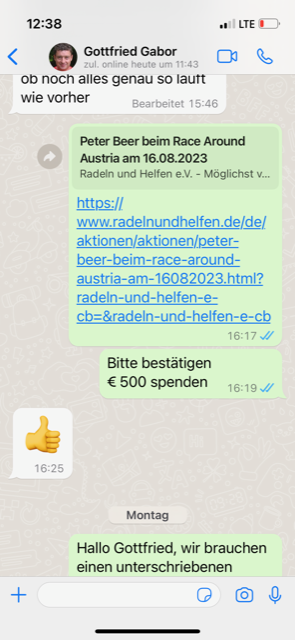 12:38
LTE
Gottfried Gabor
zul. online heute um 11:43
ob noch alles genau so läuft
wie vorher
Bearbeitet 15:46
Peter Beer beim Race Around
Austria am 16.08.2023
Radeln und Helfen e.V. - Möglichst v...
https://
www.radelnundhelfen.de/de/
aktionen/aktionen/peter-
beer-beim-race-around-
austria-am-16082023.html?
radeln-und-helfen-e-
cb=&radeln-und-helfen-e-cb
16:17
Bitte bestätigen
€ 500 spenden
16:19
16:25
Montag
Hallo Gottfried, wir brauchen
einen unterschriebenen